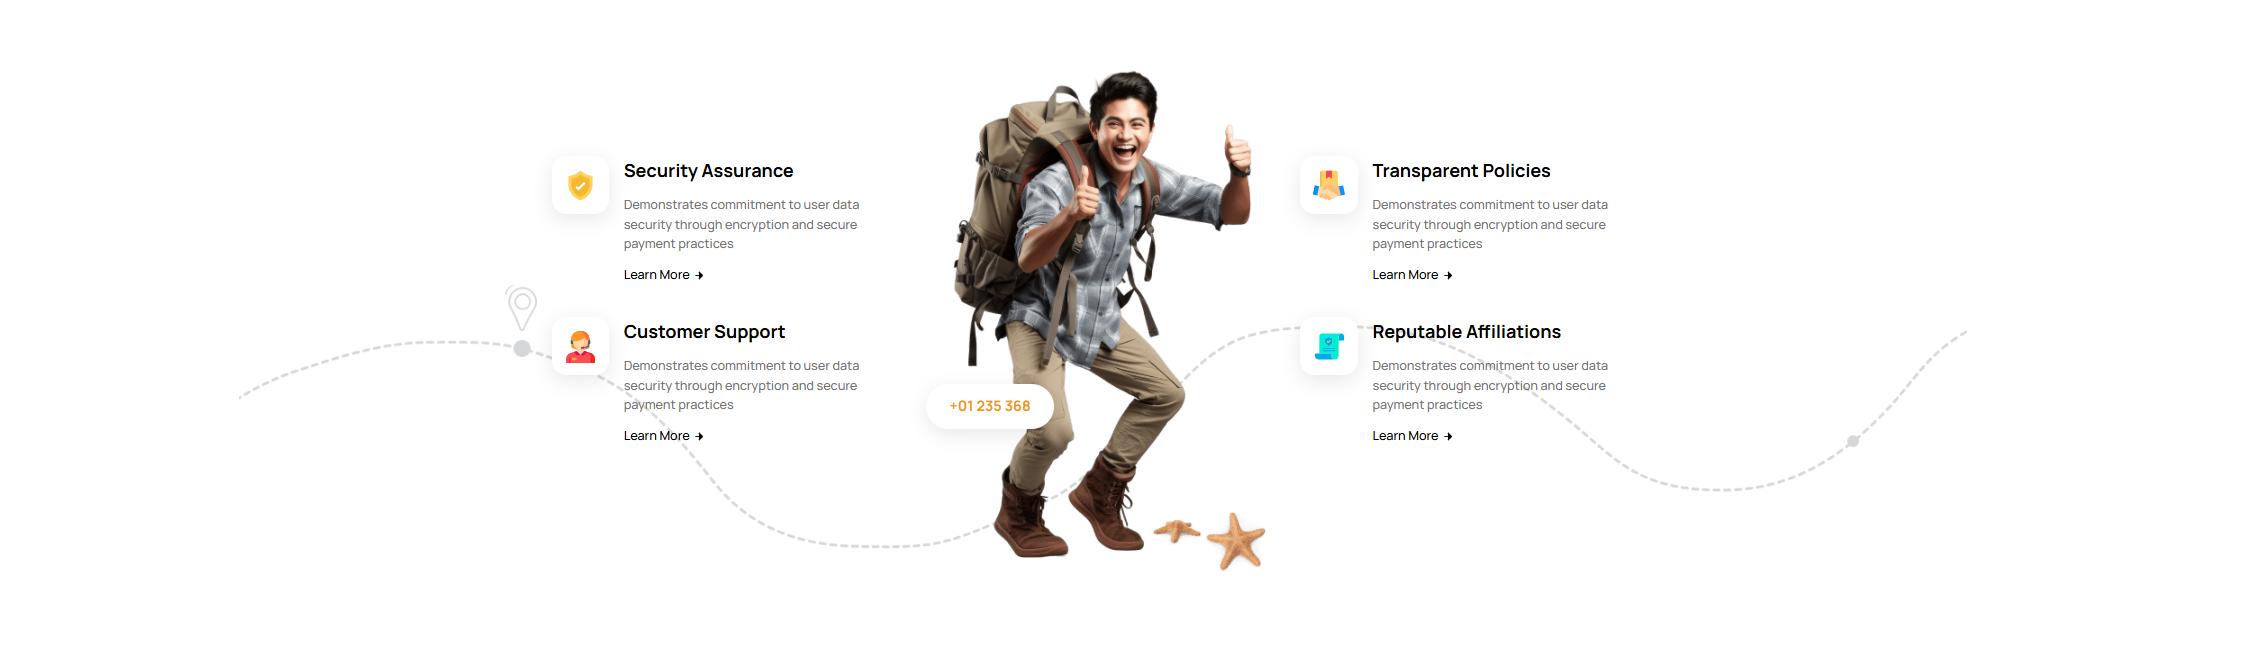 Security Assurance
Demonstrates commitment to user data
security through encryption and secure
payment practices
Learn More
Customer Support
Demonstrates commitment to user data
security through encryption and secure
payment practices
Learn More
+01 235 368
Transparent Policies
Demonstrates commitment to user data
security through encryption and secure
payment practices
Learn More
Reputable Affiliations
Demonstrates commitment to user data
security through encryption and secure
payment practices
Learn More